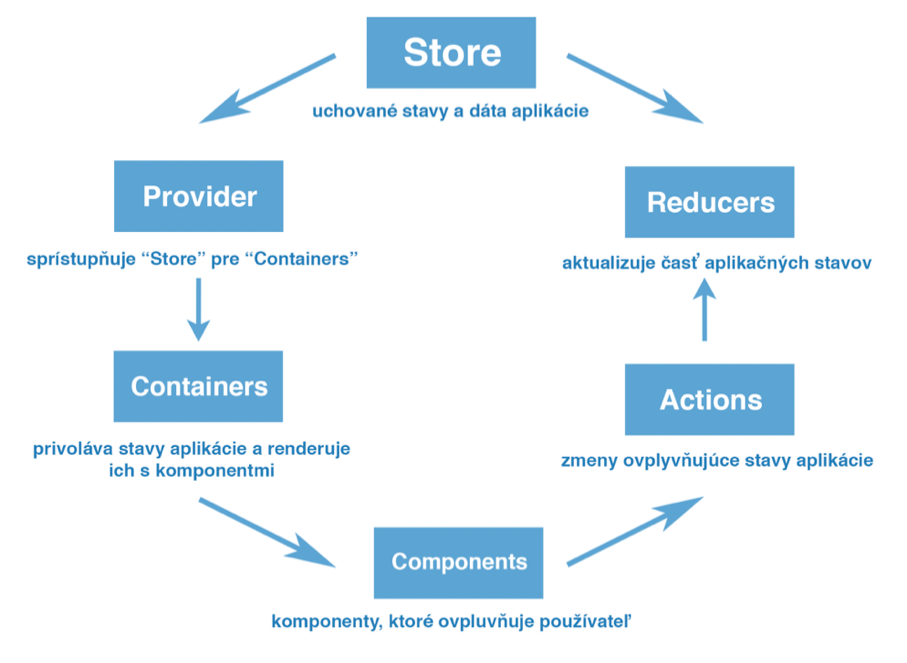 Store
uchované stavy a dáta aplikácie
Provider
sprístupňuje “Store” pre “Containers”
Reducers
aktualizuje časť aplikačných stavov
Containers
privoláva stavy aplikácie a renderuje
ich s komponentmi
Actions
zmeny ovplyvňujúce stavy aplikácie
Components
komponenty, ktoré ovpluvňuje používateľ